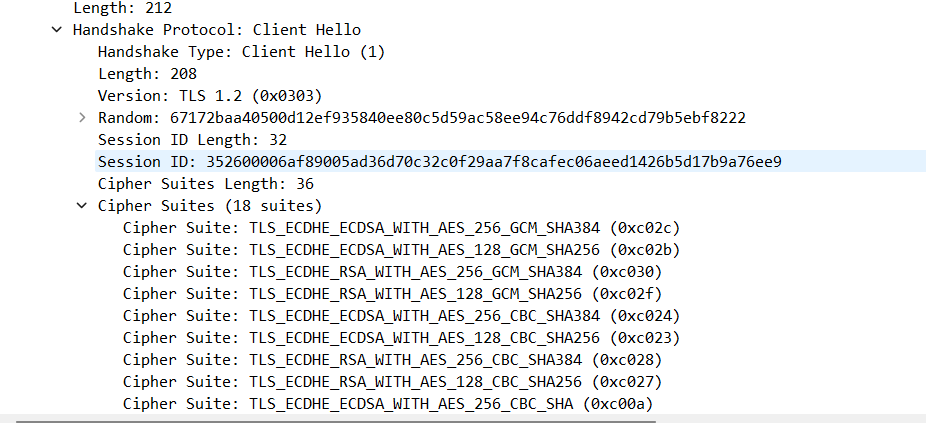 Length: 212
Handshake Protocol: Client Hello
Handshake Type: Client Hello (1)
Length: 208
Version: TLS 1.2 (0x0303)
Random: 67172baa40500d12ef935840ee80c5d59ac58ee94c76ddf8942cd79b5ebf8222
Session ID Length: 32
Session ID: 352600006af89005ad36d70c32c0f29aa7f8cafec06aeed1426b5d17b9a76ee9
Cipher Suites Length: 36
Cipher Suites (18 suites)
Cipher Suite: TLS_ECDHE_ECDSA_WITH_AES_256_GCM_SHA384 (0xc02c)
Cipher Suite: TLS_ECDHE_ECDSA_WITH_AES_128_GCM_SHA256 (0xc02b)
Cipher Suite: TLS_ECDHE_RSA_WITH_AES_256_GCM_SHA384 (0xc030)
Cipher Suite: TLS_ECDHE_RSA_WITH_AES_128_GCM_SHA256 (0xc02f)
Cipher Suite: TLS_ECDHE_ECDSA_WITH_AES_256_CBC_SHA384 (0xc024)
Cipher Suite: TLS_ECDHE_ECDSA_WITH_AES_128_CBC_SHA256 (0xc023)
Cipher Suite: TLS_ECDHE_RSA_WITH_AES_256_CBC_SHA384 (0xc028)
Cipher Suite: TLS_ECDHE_RSA_WITH_AES_128_CBC_SHA256 (0xc027)
Cipher Suite: TLS_ECDHE_ECDSA_WITH_AES_256_CBC_SHA (0xc00a)